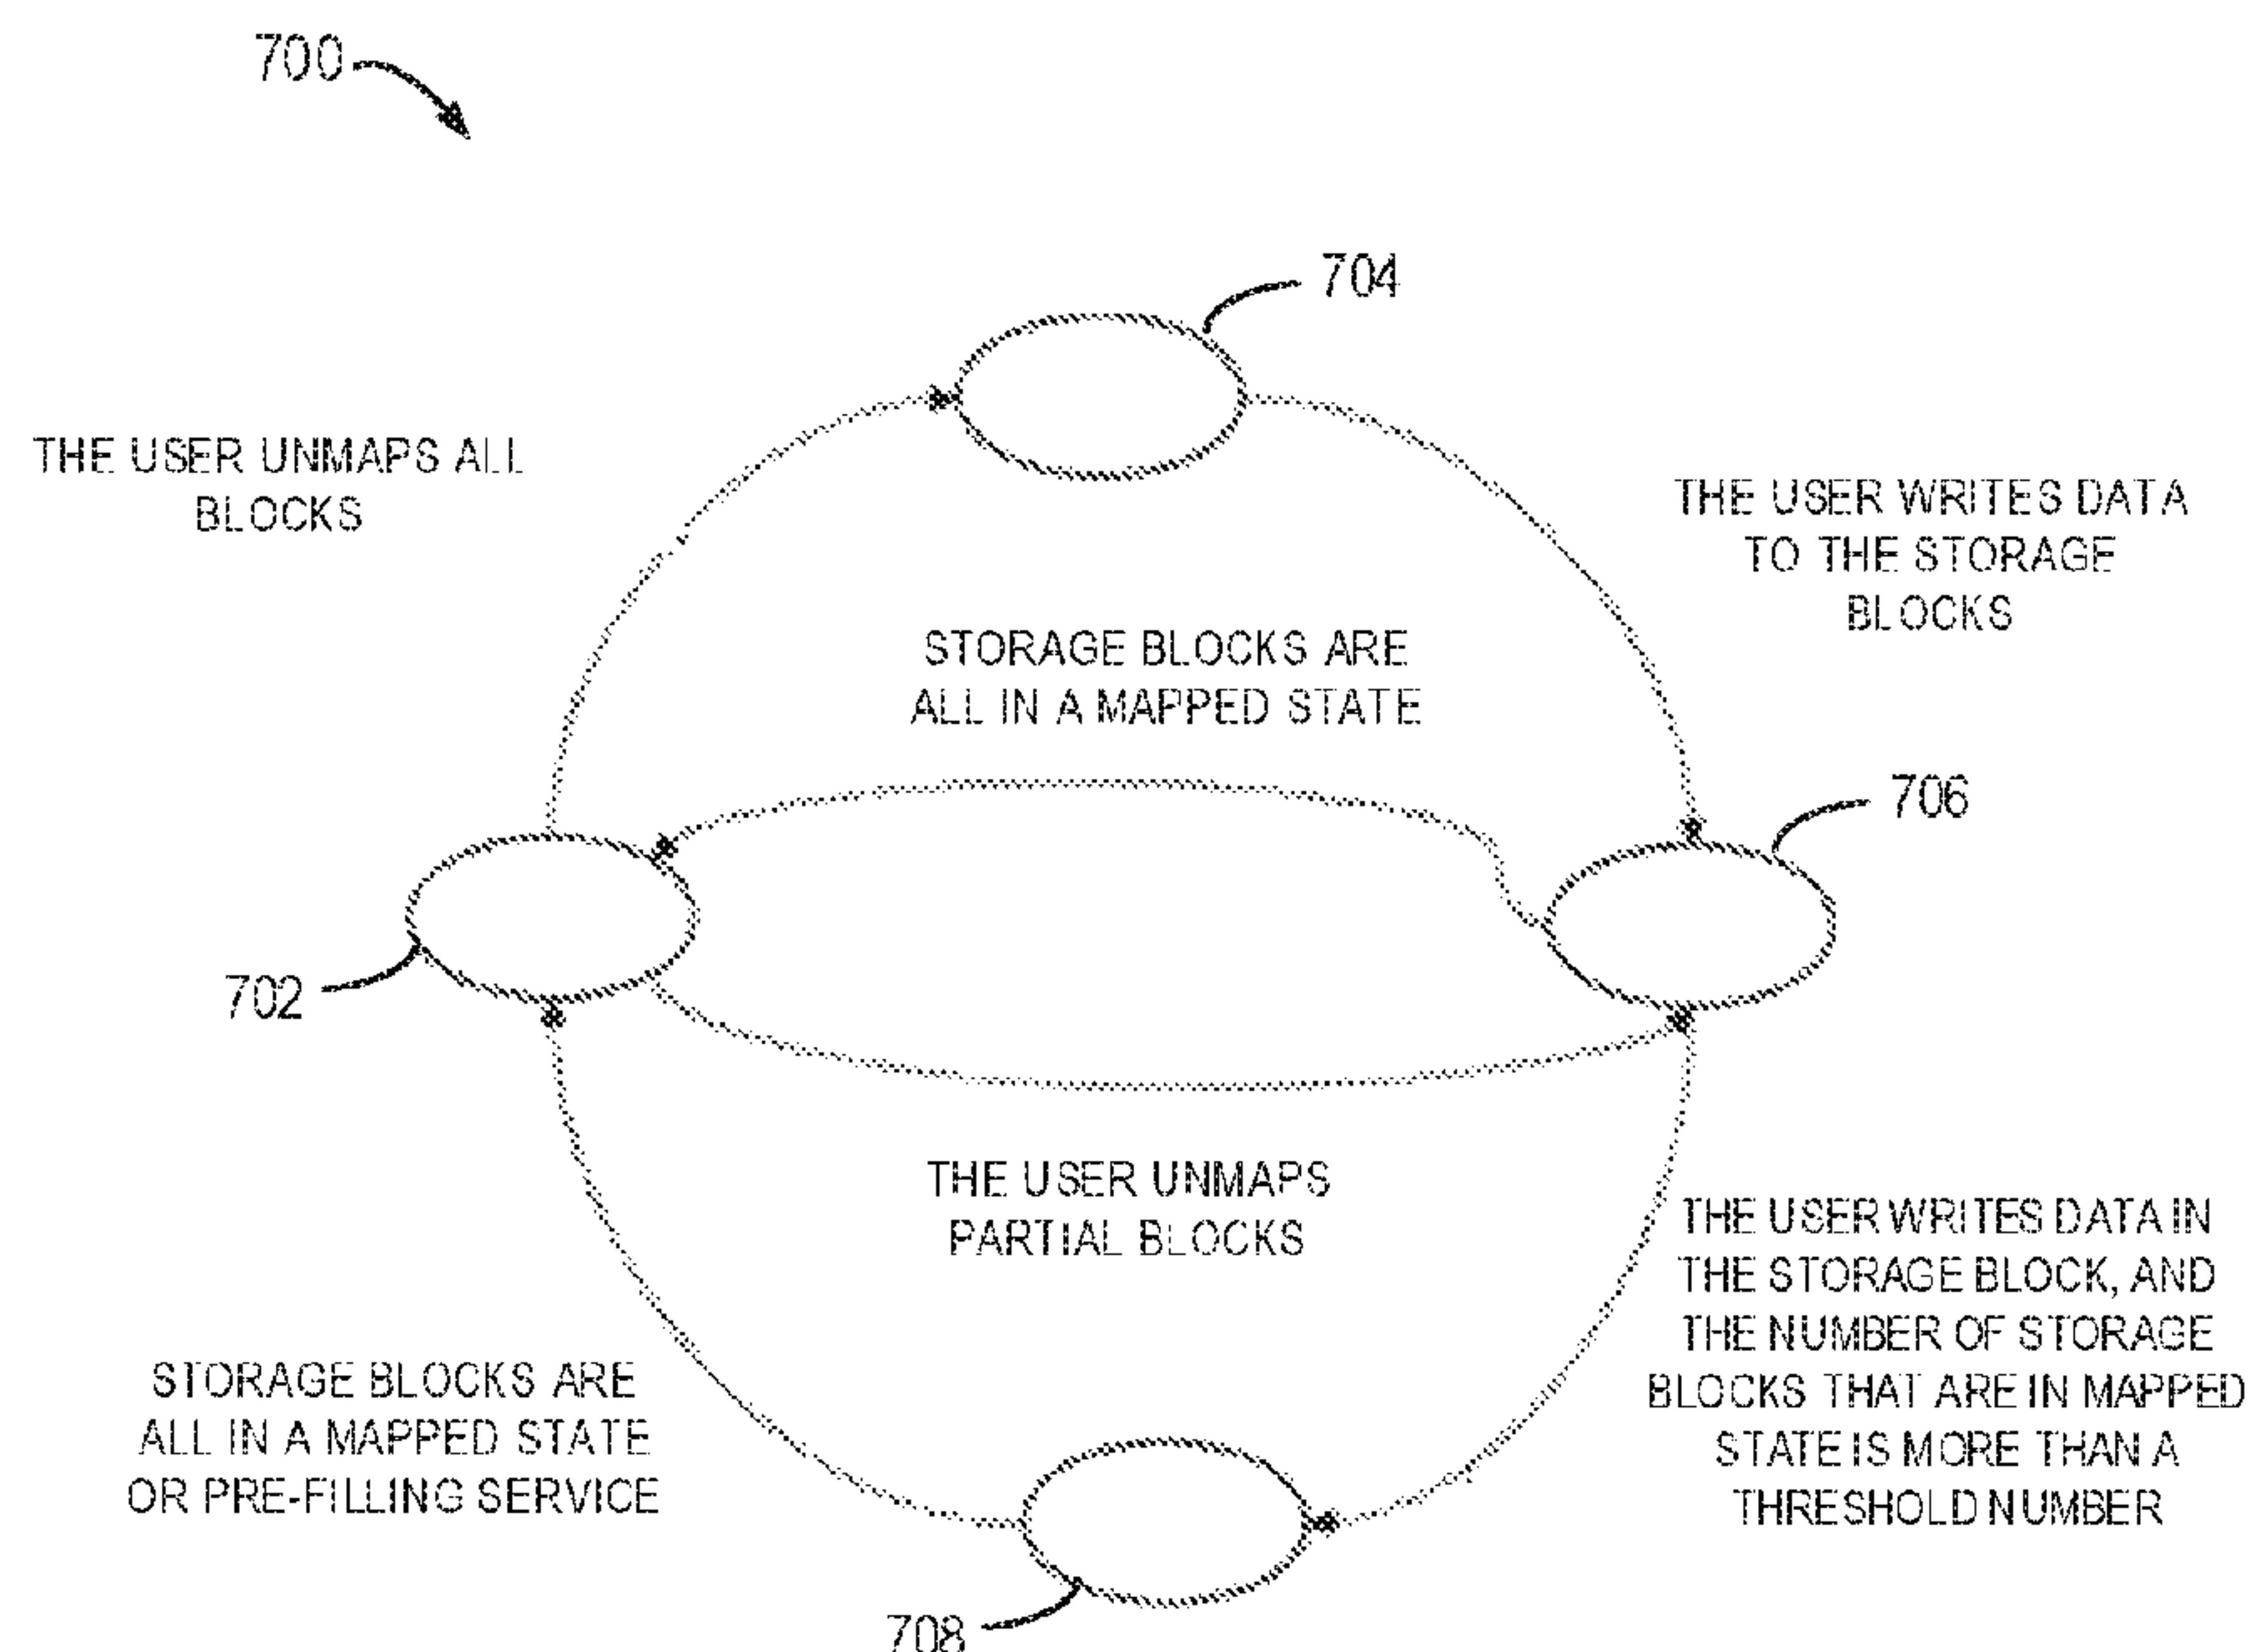 700
704
THE USER UNMAPS ALL
BLOCKS
THE USER WRITES DATA
TO THE STORAGE
BLOCKS
STORAGE BLOCKS ARE
ALL IN A MAPPED STATE
706
702
THE USER UNMAPS
PARTIAL BLOCKS
THE USER WRITES DATA IN
THE STORAGE BLOCK, AND
THE NUMBER OF STORAGE
BLOCKS THAT ARE IN MAPPED
STATE IS MORE THAN A
THRESHOLD NUMBER
STORAGE BLOCKS ARE
ALL IN A MAPPED STATE
OR PRE-FILLING SERVICE
708